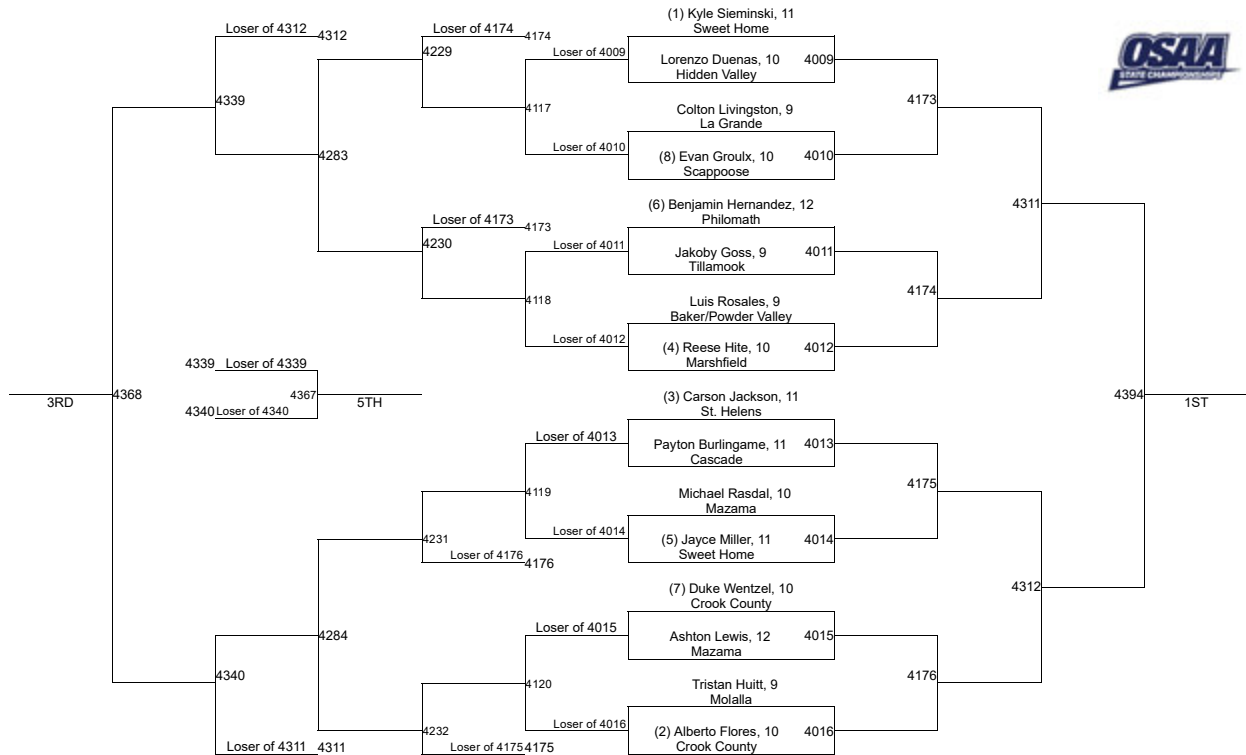 (1) Kyle Sieminski, 11
Loser of 4312 4312
Loser of 4174 4174
Sweet Home
OSAA
STATE CHAMPIONSHIPS
4229
Loser of 4009
Lorenzo Duenas, 10 4009
Hidden Valley
4339
4117
4173
Colton Livingston, 9
La Grande
4283
Loser of 4010
(8) Evan Groulx, 10 4010
Scappoose
(6) Benjamin Hernandez, 12
4311
Philomath
Loser of 4173 4173
4230
Loser of 4011
Jakoby Goss, 9 4011
Tillamook
4118
4174
Luis Rosales, 9
Baker/Powder Valley
Loser of 4012
(4) Reese Hite, 10 4012
Marshfield
4339 Loser of 4339
3RD
4368
4367
5TH
(3) Carson Jackson, 11
4394
1ST
4340 Loser of 4340
St. Helens
Loser of 4013
Payton Burlingame, 11 4013
Cascade
4119
4175
Michael Rasdal, 10
Mazama
4231
Loser of 4014
(5) Jayce Miller, 11 4014
Sweet Home
Loser of 4176 4176
(7) Duke Wentzel, 10
4312
Crook County
4284
Loser of 4015
Ashton Lewis, 12 4015
Mazama
4340
4120
4176
Tristan Huitt, 9
Molalla
4232
Loser of 4016
(2) Alberto Flores, 10 4016
Crook County
Loser of 4311 4311
Loser of 4175 4175